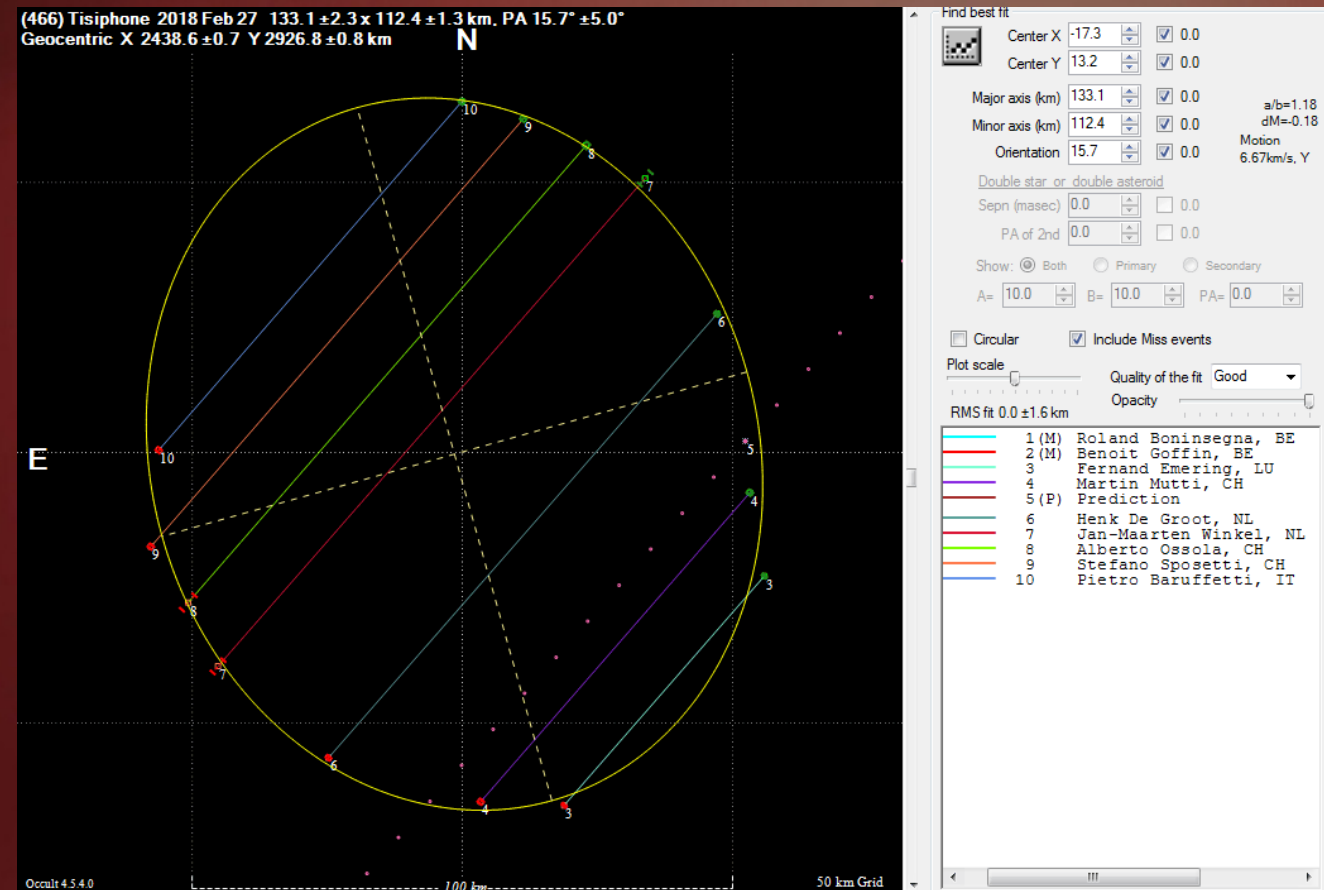 (466) Tisiphone 2018 Feb 27 133.1 ±2.3 x 112.4 ±1.3 km, PA 15.7° ±5.0°
Geocentric X 2438.6 ±0.7 Y 2926.8 ±0.8 km
N
E
10
9
8
7
6
5
4
3
10
9
8
7
6
4
3
Occult 4.5.4.0
100 km
50 km Grid
Find best fit
Center X -17.3 0.0
Center Y 13.2 0.0
Major axis (km) 133.1 0.0
a/b=1.18
Minor axis (km) 112.4 0.0
dM=-0.18
Orientation 15.7 0.0
Motion
6.67km/s, Y
Double star or double asteroid
Sepn (masec) 0.0 0.0
PA of 2nd 0.0 0.0
Show: Both Primary Secondary
A= 10.0 B= 10.0 PA= 0.0
Circular Include Miss events
Plot scale
Quality of the fit Good
Opacity
RMS fit 0.0 ±1.6 km
1 (M) Roland Boninsegna, BE
2 (M) Benoit Goffin, BE
3 Fernand Emering, LU
4 Martin Mutti, CH
5 (P) Prediction
6 Henk De Groot, NL
7 Jan-Maarten Winkel, NL
8 Alberto Ossola, CH
9 Stefano Sposetti, CH
10 Pietro Baruffetti, IT